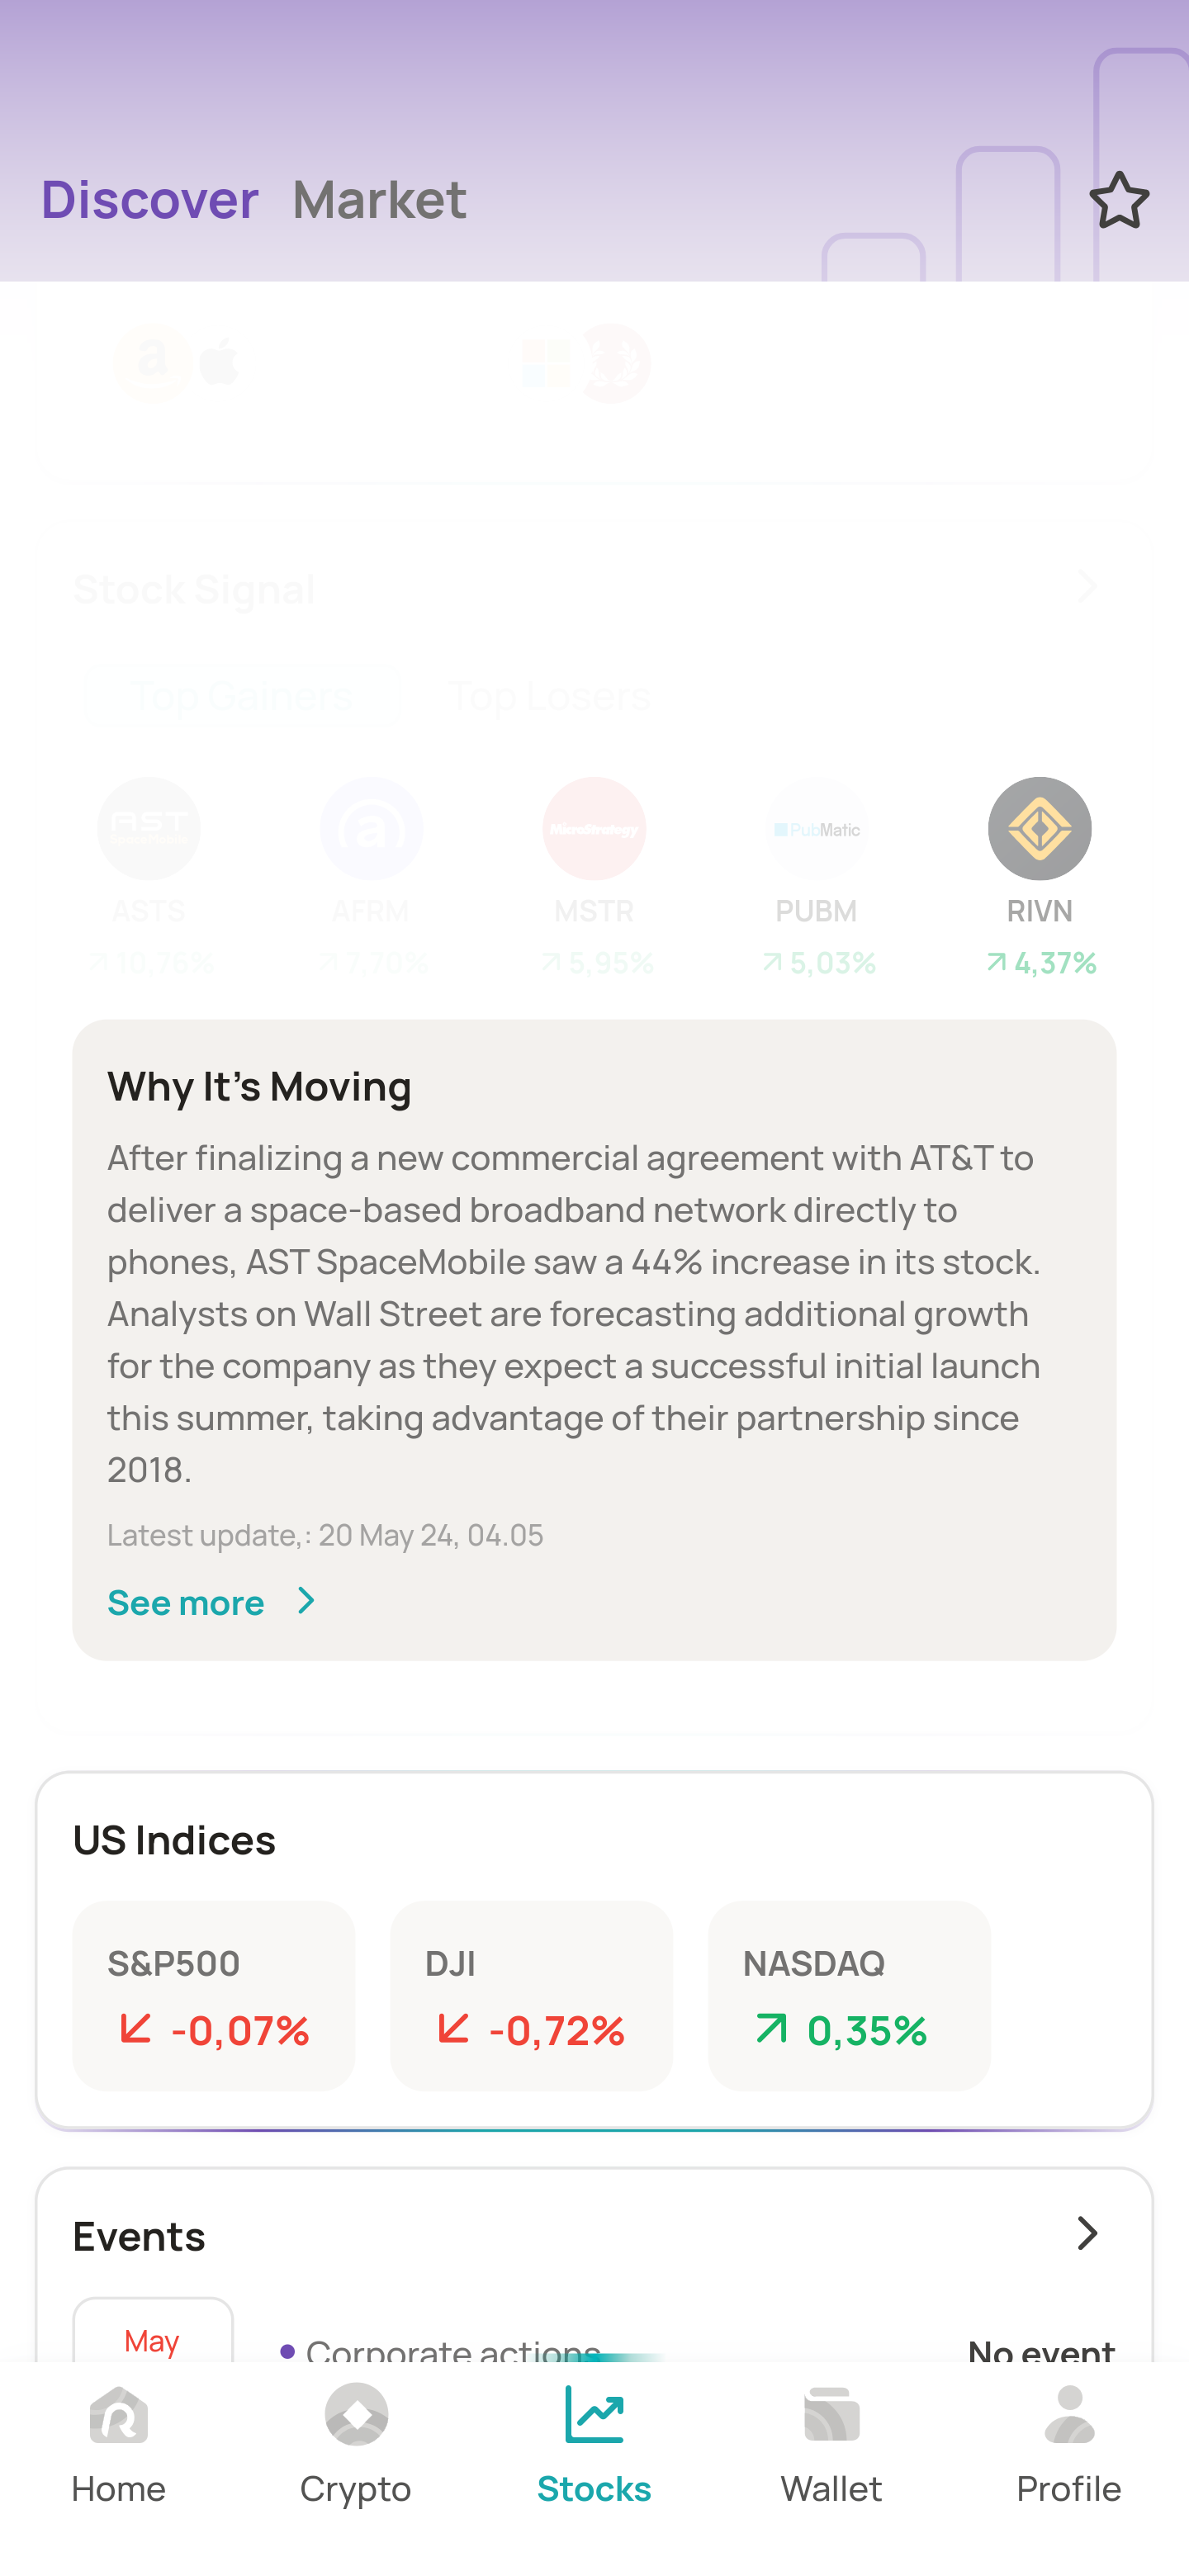 Discover Market
Stock Signal
Top Gainers Top Losers
AST
a
MicroStrategy
PubMatic
ASTS AFRM MSTR PUBM RIVN
10,76% 7,70% 5,95% 5,03% 4,37%
Why It's Moving
After finalizing a new commercial agreement with AT&T to
deliver a space-based broadband network directly to
phones, AST SpaceMobile saw a 44% increase in its stock.
Analysts on Wall Street are forecasting additional growth
for the company as they expect a successful initial launch
this summer, taking advantage of their partnership since
2018.
Latest update,: 20 May 24, 04.05
See more
US Indices
S&P500 DJI NASDAQ
-0,07% -0,72% 0,35%
Events
May
Corporate actions No event
Home Crypto Stocks Wallet Profile